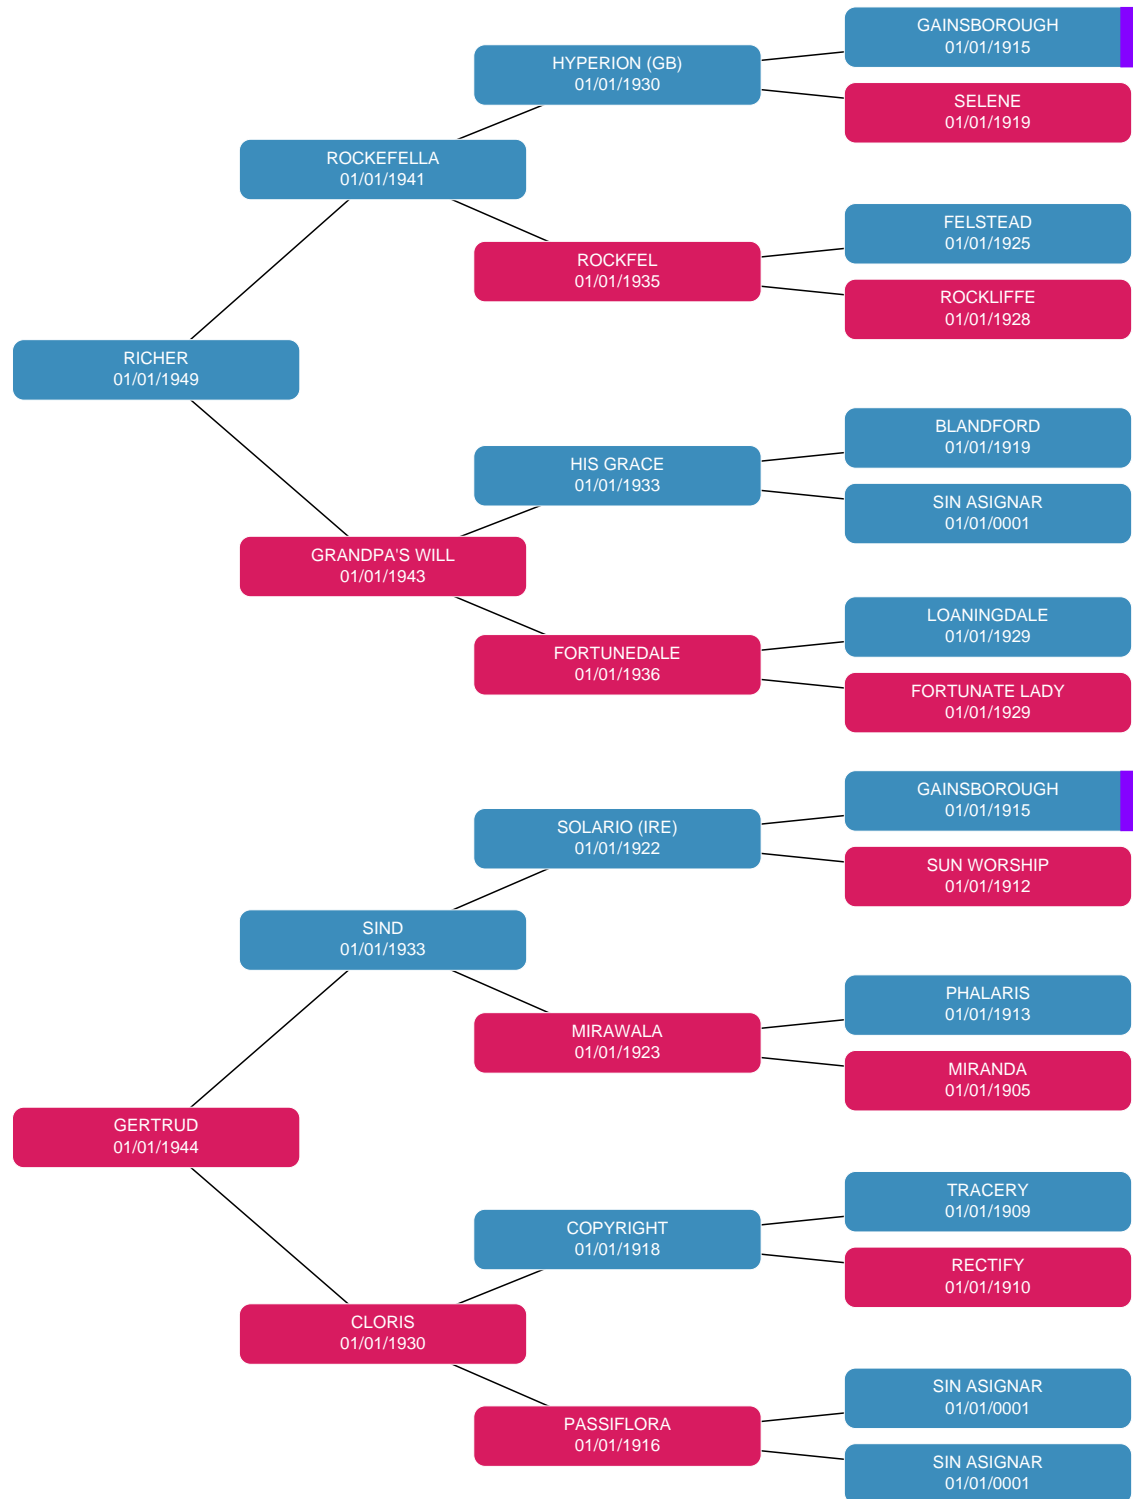 GAINSBOROUGH
01/01/1915
HYPERION (GB)
01/01/1930
SELENE
01/01/1919
ROCKEFELLA
01/01/1941
FELSTEAD
01/01/1925
ROCKFEL
01/01/1935
ROCKLIFFE
01/01/1928
RICHER
01/01/1949
BLANDFORD
01/01/1919
HIS GRACE
01/01/1933
SIN ASIGNAR
01/01/0001
GRANDPA'S WILL
01/01/1943
LOANINGDALE
01/01/1929
FORTUNEDALE
01/01/1936
FORTUNATE LADY
01/01/1929
GAINSBOROUGH
01/01/1915
SOLARIO (IRE)
01/01/1922
SUN WORSHIP
01/01/1912
SIND
01/01/1933
PHALARIS
01/01/1913
MIRAWALA
01/01/1923
MIRANDA
01/01/1905
GERTRUD
01/01/1944
TRACERY
01/01/1909
COPYRIGHT
01/01/1918
RECTIFY
01/01/1910
CLORIS
01/01/1930
SIN ASIGNAR
01/01/0001
PASSIFLORA
01/01/1916
SIN ASIGNAR
01/01/0001